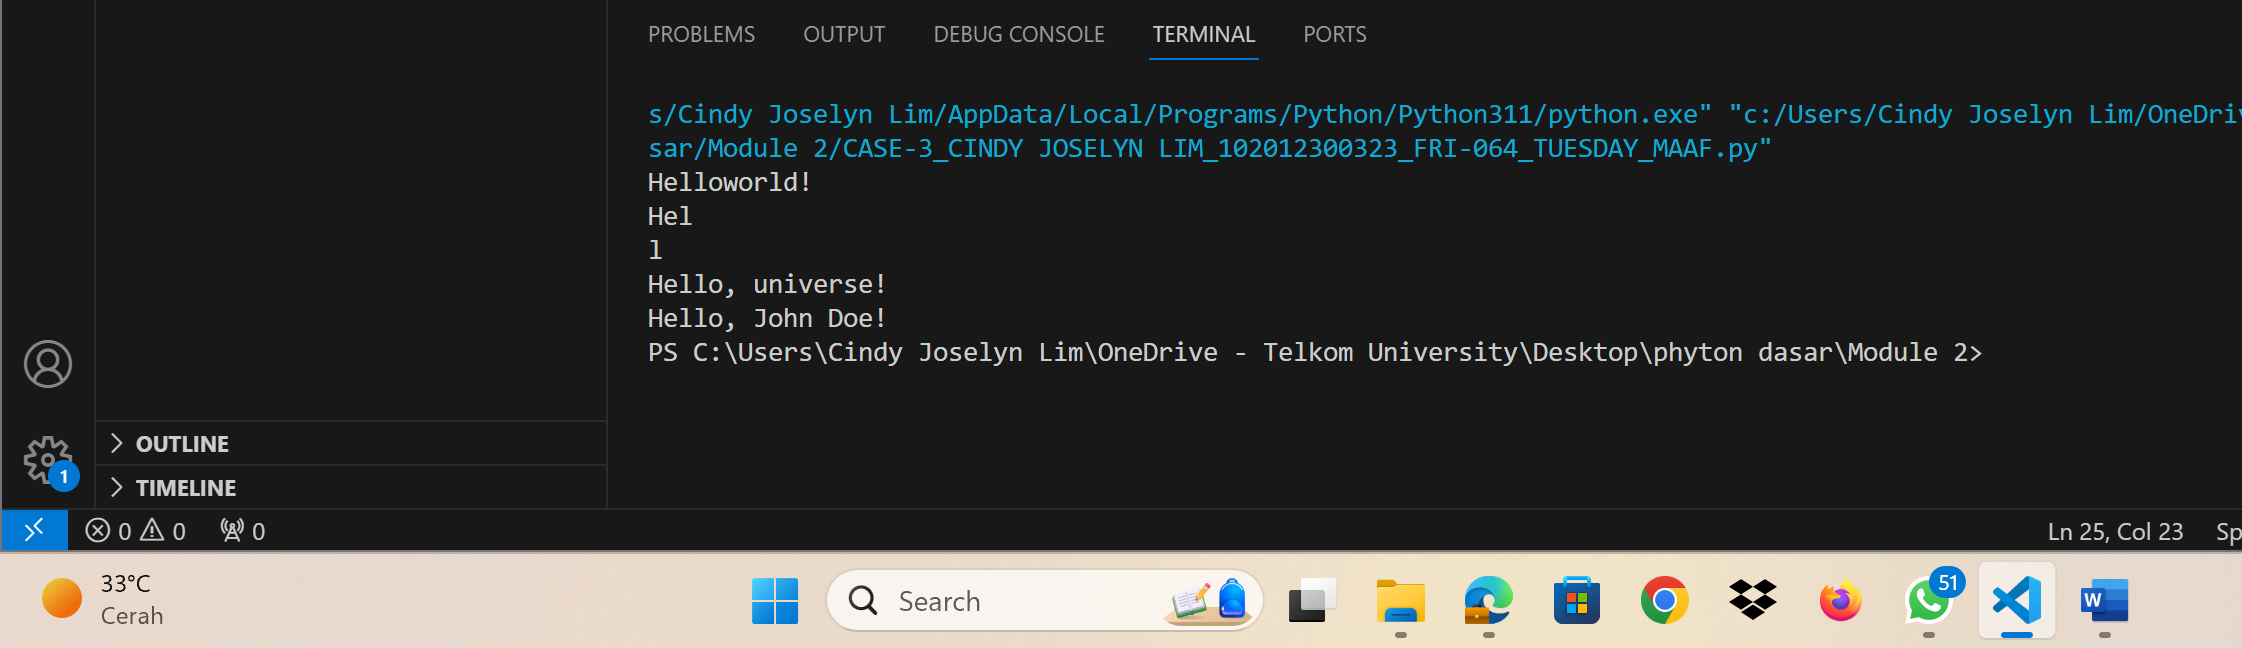 PROBLEMS OUTPUT DEBUG CONSOLE TERMINAL PORTS
s/Cindy Joselyn Lim/AppData/Local/Programs/Python/Python311/python.exe" "c:/Users/Cindy Joselyn Lim/OneDriv
sar/Module 2/CASE-3_CINDY JOSELYN LIM_102012300323_FRI-064_TUESDAY_MAAF.py"
Helloworld!
Hel
l
Hello, universe!
Hello, John Doe!
PS C:\Users\Cindy Joselyn Lim\OneDrive - Telkom University\Desktop\phyton dasar\Module 2>
OUTLINE
1
TIMELINE
0 0 0
Ln 25, Col 23 Sp
33°C
Cerah
Search
51
W